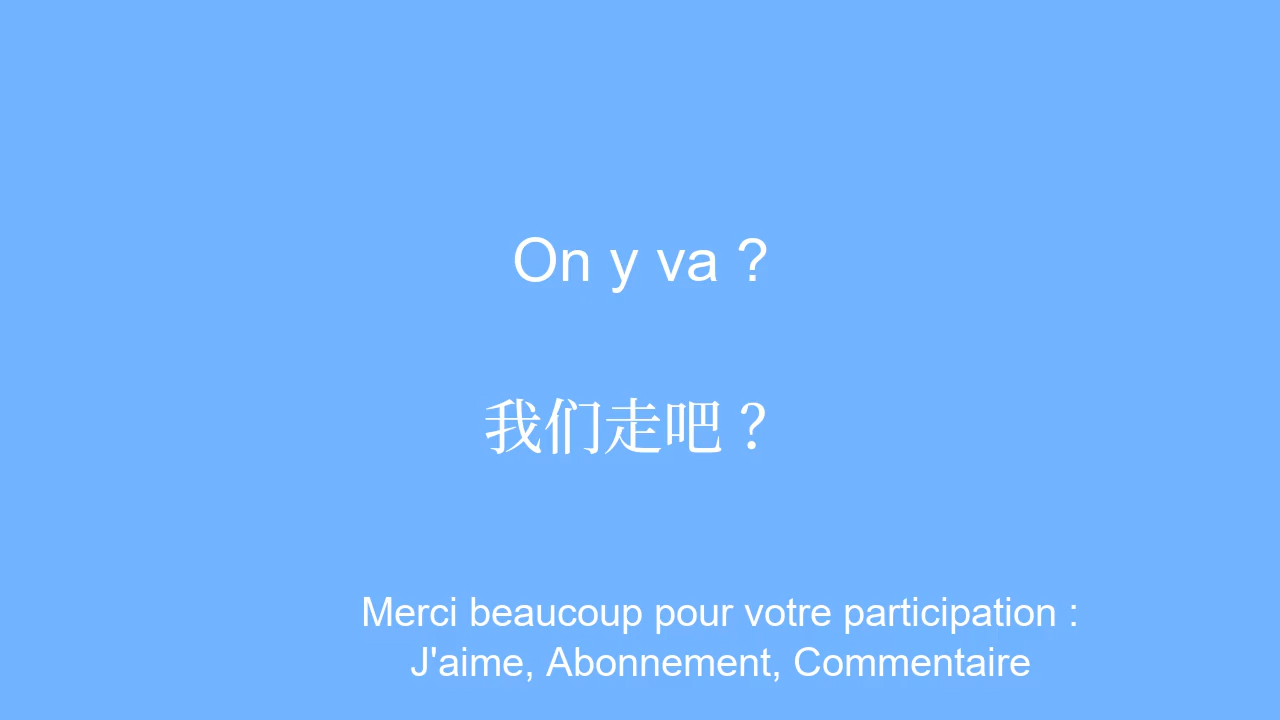 On y va ?
我们走吧？
Merci beaucoup pour votre participation :
J'aime, Abonnement, Commentaire